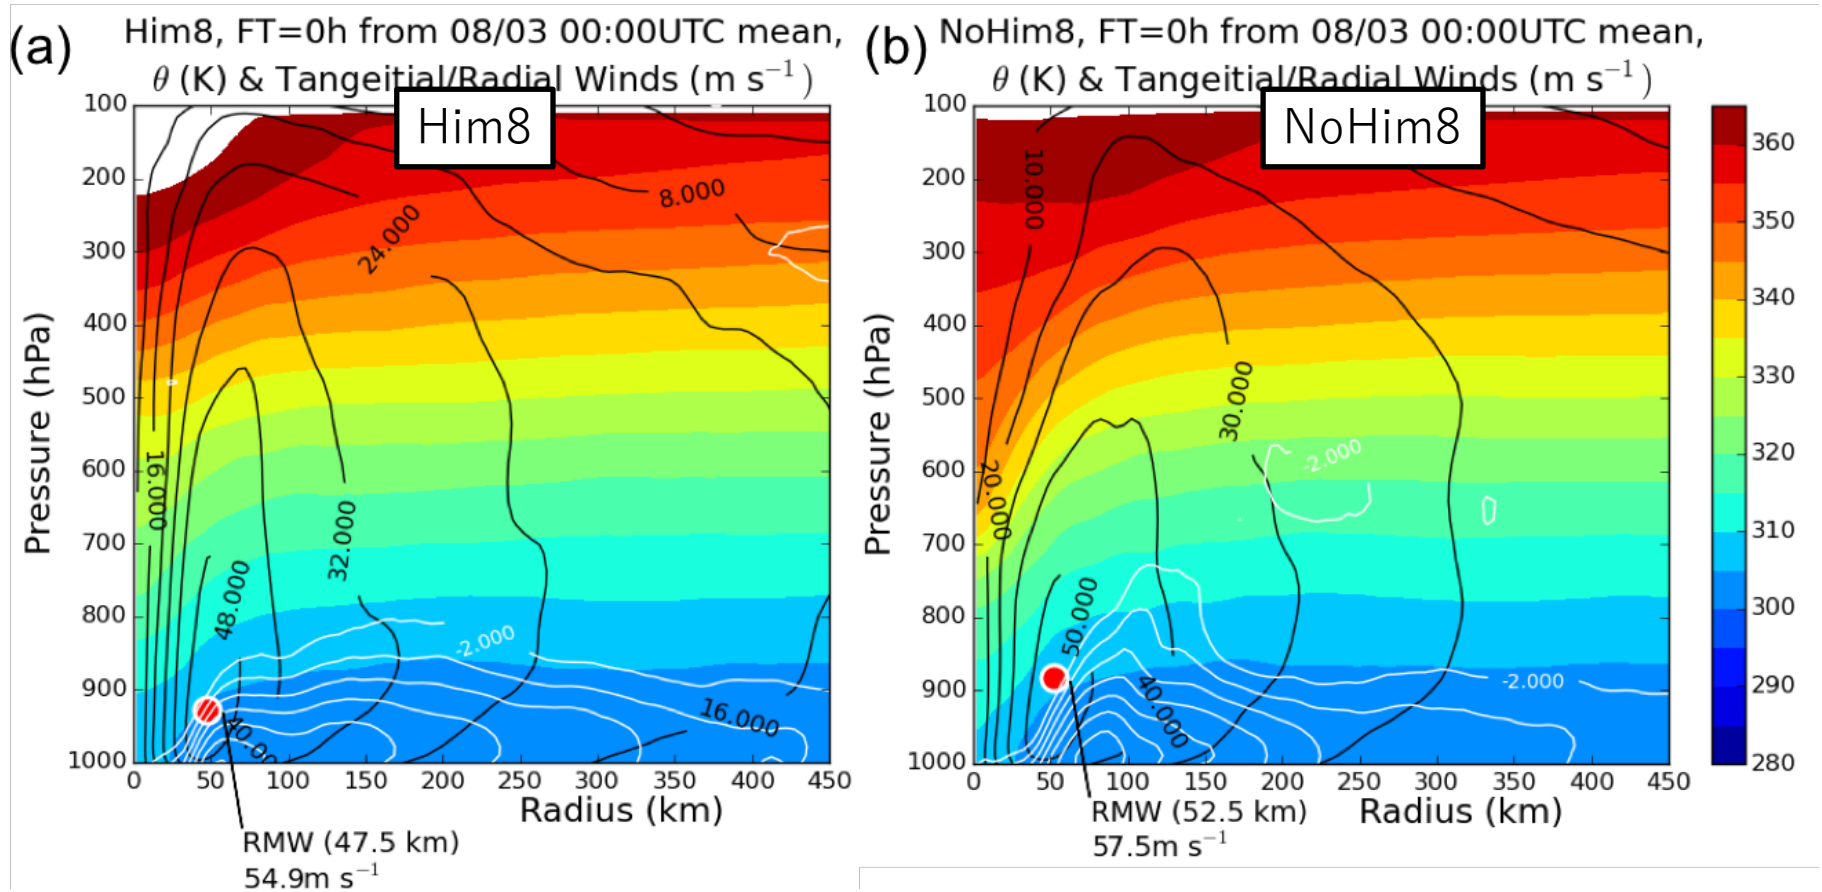 (a) Him8, FT=0h from 08/03 00:00UTC mean,
θ (K) & Tangeitial/Radial Winds (m s⁻¹)
Him8
Pressure (hPa)
100
200
300
400
500
600
700
800
900
1000
8.000
24.000
16.000
32.000
48.000
-2.000
16.000
40.00
0 50 100 150 200 250 300 350 400 450
Radius (km)
RMW (47.5 km)
54.9m s⁻¹
(b) NoHim8, FT=0h from 08/03 00:00UTC mean,
θ (K) & Tangeitial/Radial Winds (m s⁻¹)
NoHim8
Pressure (hPa)
100
200
300
400
500
600
700
800
900
1000
10.000
30.000
-2.000
20.000
50.000
-2.000
40.000
0 50 100 150 200 250 300 350 400 450
Radius (km)
RMW (52.5 km)
57.5m s⁻¹
360
350
340
330
320
310
300
290
280